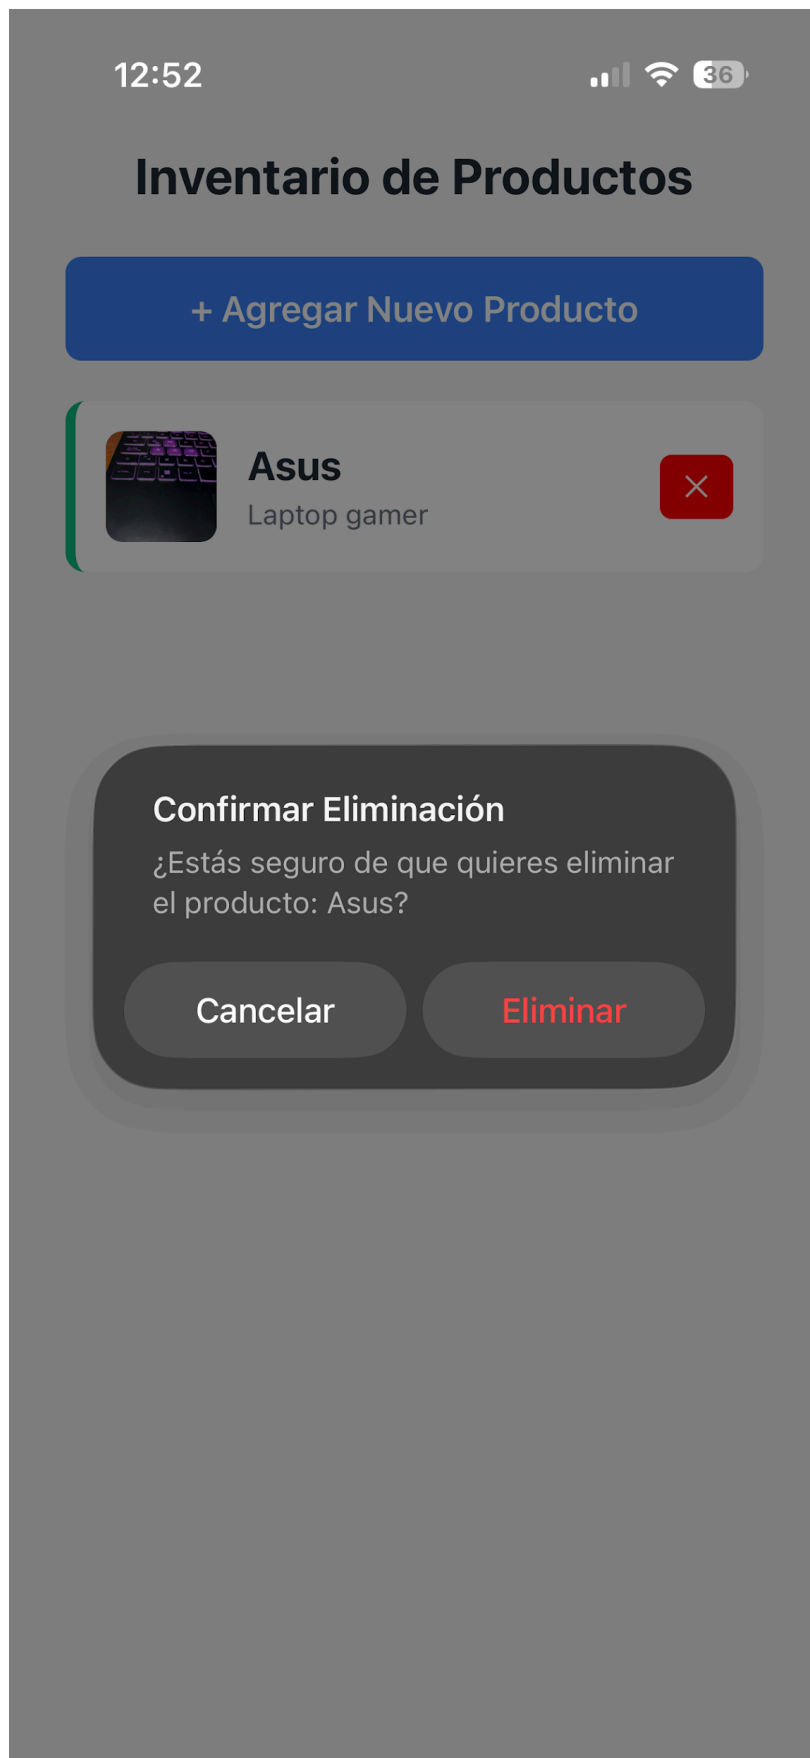 12:52
36
Inventario de Productos
+ Agregar Nuevo Producto
Asus
Laptop gamer
Confirmar Eliminación
¿Estás seguro de que quieres eliminar
el producto: Asus?
Cancelar
Eliminar